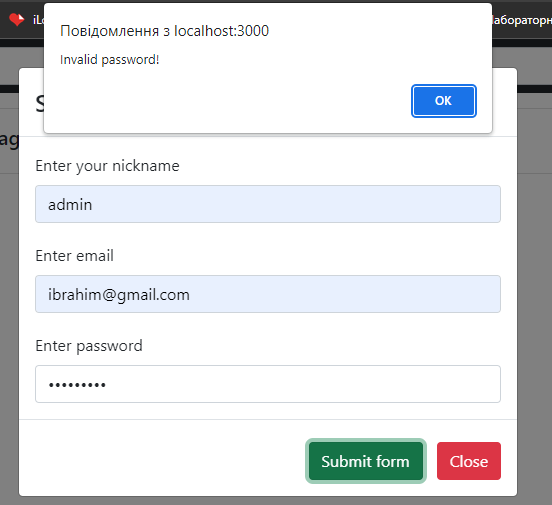 Повідомлення з localhost:3000
Invalid password!
OK
Enter your nickname
admin
Enter email
ibrahim@gmail.com
Enter password
•••••••••
Submit form
Close